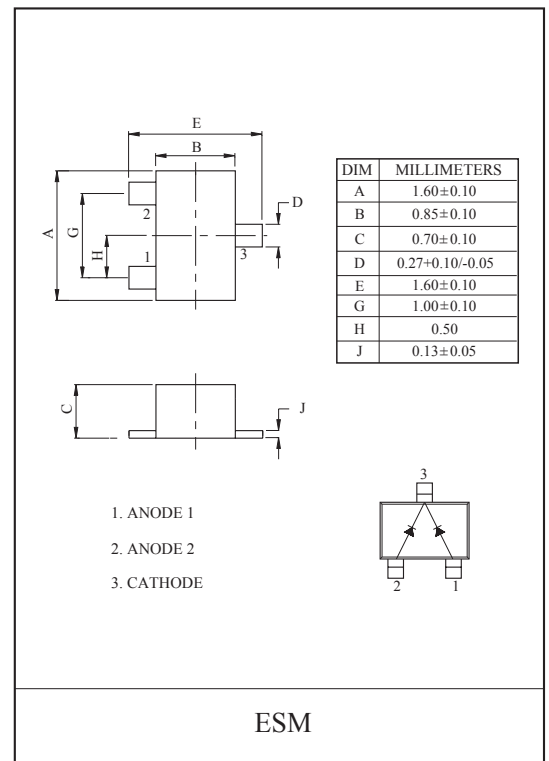 E
B
A
G
H
D
2
1
3
DIM MILLIMETERS
A 1.60±0.10
B 0.85±0.10
C 0.70±0.10
D 0.27+0.10/-0.05
E 1.60±0.10
G 1.00±0.10
H 0.50
J 0.13±0.05
C
J
1. ANODE 1
2. ANODE 2
3. CATHODE
3
2 1
ESM